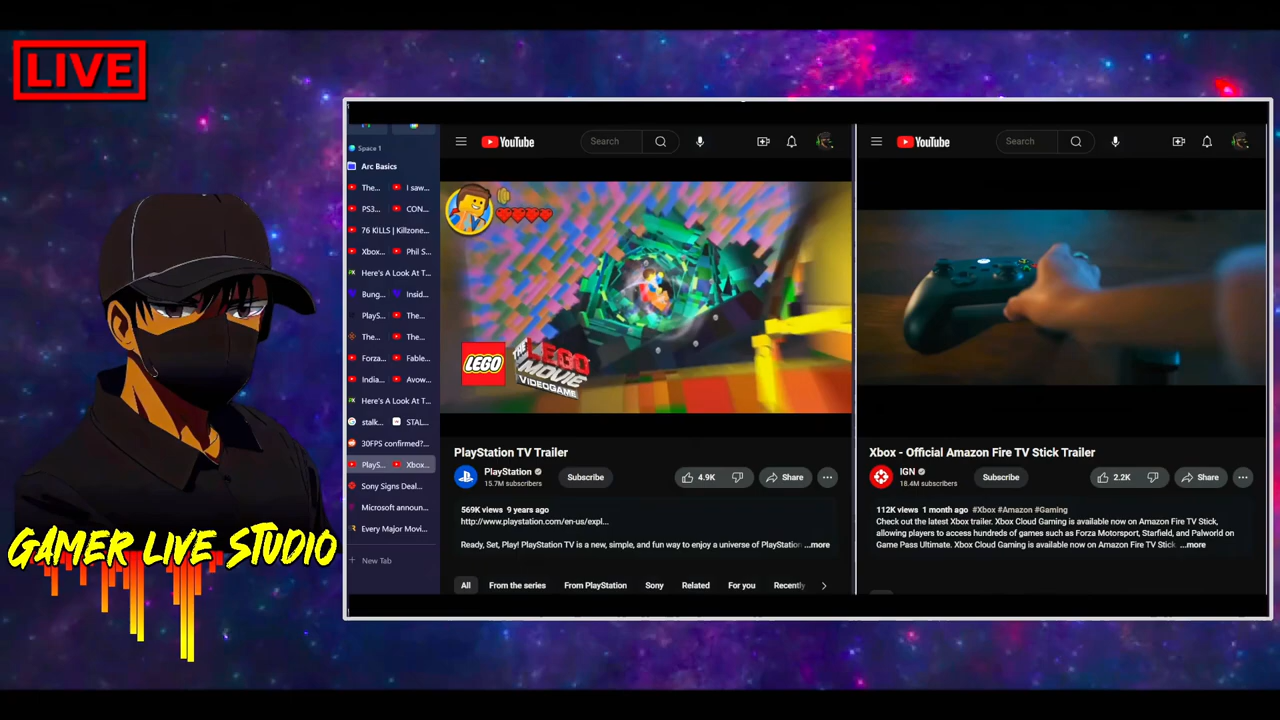 LIVE
GAMER LIVE STUDIO
Space 1
Arc Basics
The...
I saw...
PS3...
CON...
76 KILLS | Killzone...
Xbox...
Phil S...
Here's A Look At T...
Bung...
Insid...
PlayS...
The...
The...
The...
Forza...
Fable...
India...
Avow...
Here's A Look At T...
stalk...
STAL...
30FPS confirmed?...
PlayS...
Xbox...
Sony Signs Deal...
Microsoft announ...
Every Major Movi...
New Tab
YouTube
Search
LEGO
THE LEGO MOVIE VIDEOGAME
PlayStation TV Trailer
PlayStation
15.7M subscribers
Subscribe
4.9K
Share
569K views 9 years ago
http://www.playstation.com/en-us/expl...
Ready, Set, Play! PlayStation TV is a new, simple, and fun way to enjoy a universe of PlayStation ...more
All
From the series
From PlayStation
Sony
Related
For you
Recently
YouTube
Search
Xbox - Official Amazon Fire TV Stick Trailer
IGN
18.4M subscribers
Subscribe
2.2K
Share
112K views 1 month ago #Xbox #Amazon #Gaming
Check out the latest Xbox trailer. Xbox Cloud Gaming is available now on Amazon Fire TV Stick,
allowing players to access hundreds of games such as Forza Motorsport, Starfield, and Palworld on
Game Pass Ultimate. Xbox Cloud Gaming is available now on Amazon Fire TV Stick ...more